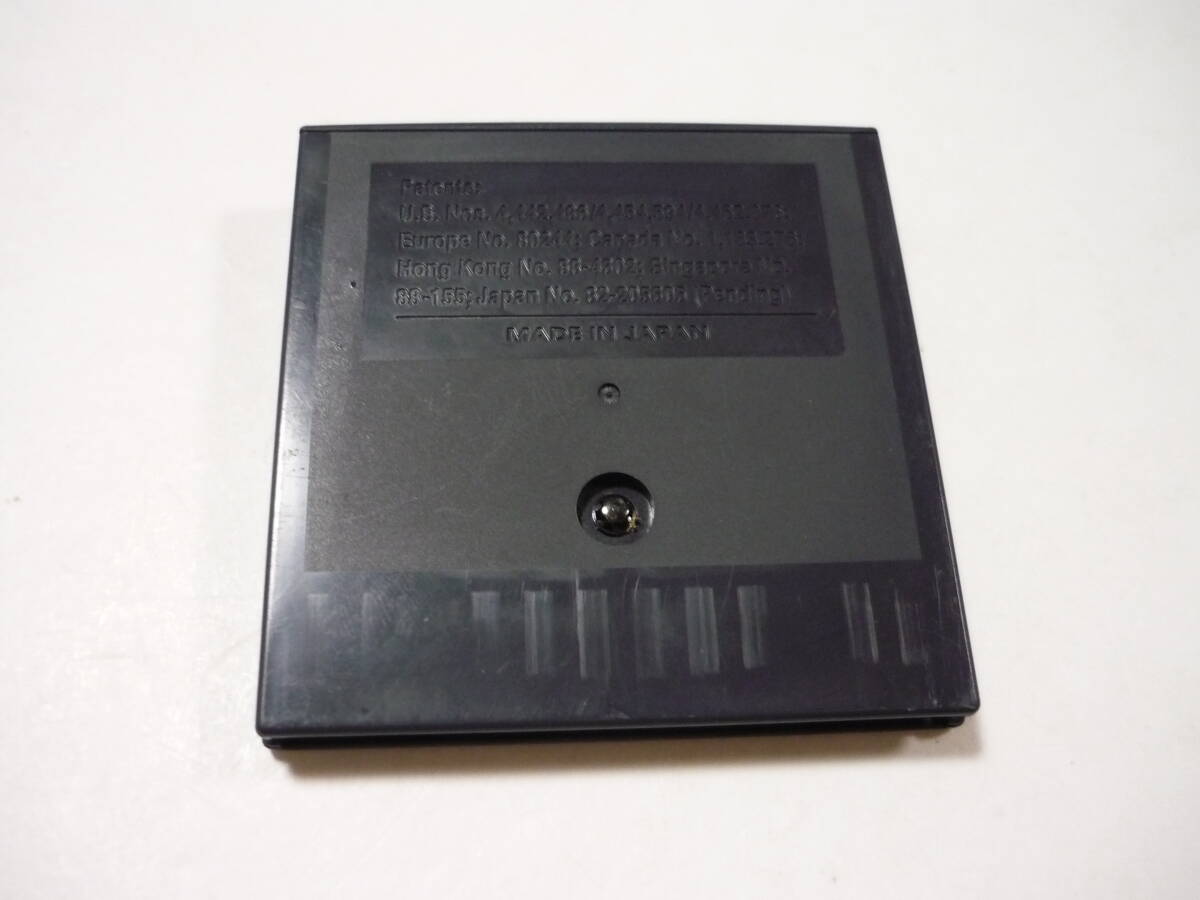 Patents:
U.S. Nos. 4,442,486/4,454,594/4,462,076;
Europe No. 80244; Canada No. 1,183,276;
Hong Kong No. 88-4302; Singapore No.
88-155; Japan No. 82-205605 (Pending)
MADE IN JAPAN